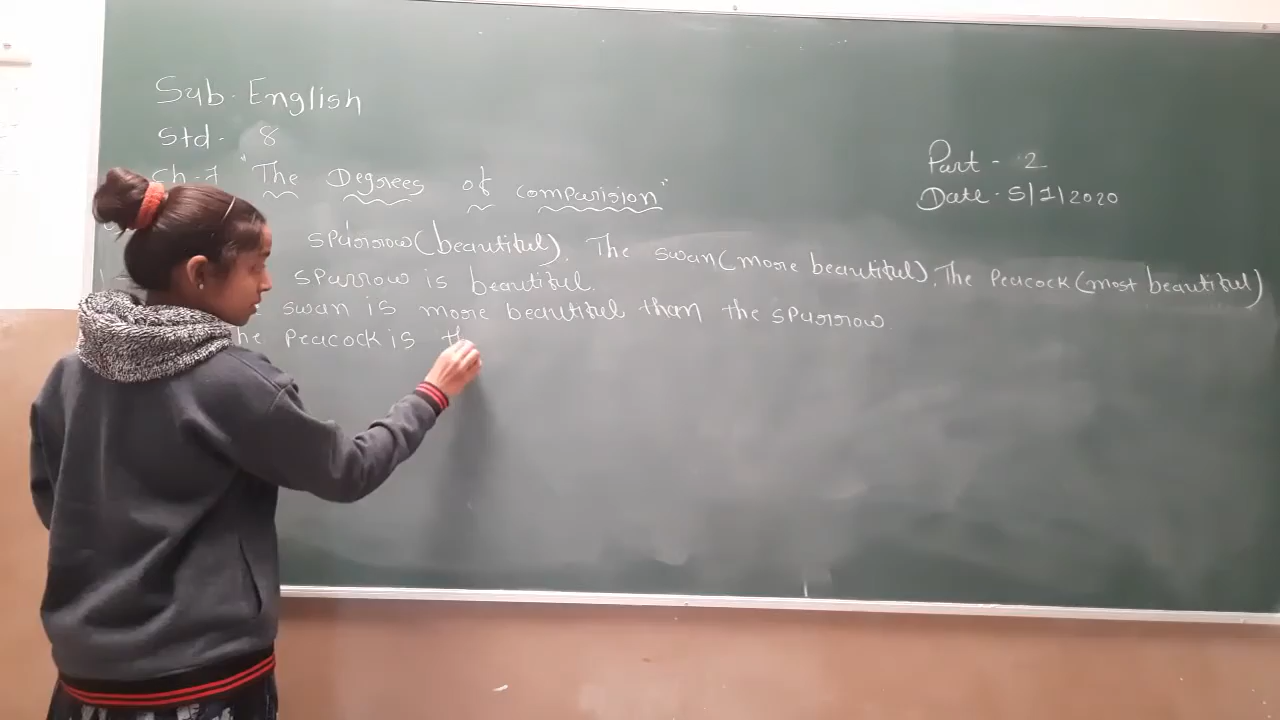 Sub. English
Std - 8
Ch-7 "The Degrees of comparision"
Part - 2
Date - 5/1/2020
sparrow(beautiful). The swan(more beautiful). The Peacock(most beautiful)
sparrow is beautiful.
swan is more beautiful than the sparrow.
he Peacock is th